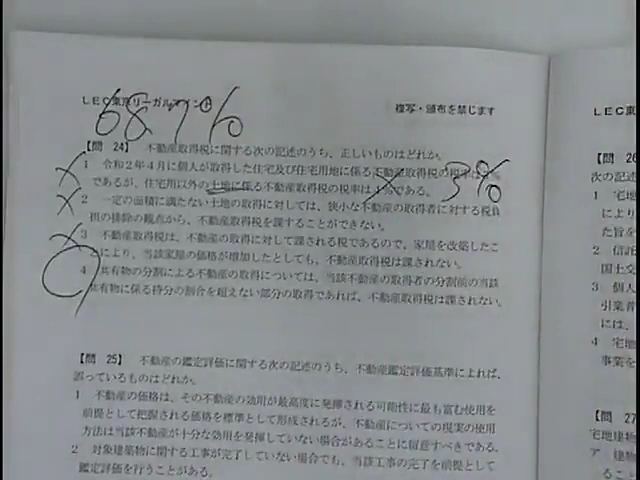 LEC東京リーガルマインド
複写・頒布を禁じます
68.7%
【問 24】 不動産取得税に関する次の記述のうち、正しいものはどれか。
1 令和2年4月に個人が取得した住宅及び住宅用地に係る不動産取得税の税率は3%
であるが、住宅用以外の土地に係る不動産取得税の税率は4%である。
3%
2 一定の面積に満たない土地の取得に対しては、狭小な不動産の取得者に対する税負
担の排除の観点から、不動産取得税を課することができない。
3 不動産取得税は、不動産の取得に対して課される税であるので、家屋を改築したこ
とにより、当該家屋の価格が増加したとしても、不動産取得税は課されない。
4 共有物の分割による不動産の取得については、当該不動産の取得者の分割前の当該
共有物に係る持分の割合を超えない部分の取得であれば、不動産取得税は課されない。
【問 25】 不動産の鑑定評価に関する次の記述のうち、不動産鑑定評価基準によれば、
誤っているものはどれか。
1 不動産の価格は、その不動産の効用が最高度に発揮される可能性に最も富む使用を
前提として把握される価格を標準として形成されるが、不動産についての現実の使用
方法は当該不動産が十分な効用を発揮していない場合があることに留意すべきである。
2 対象建築物に関する工事が完了していない場合でも、当該工事の完了を前提として
鑑定評価を行うことがある。
LEC東
【問 26
次の記述
1 宅地
により
た旨を
2 信託
国土交
3 個人
引業者
には、
4 宅地
事業を
【問 27
宅地建物
ア 建物
ること